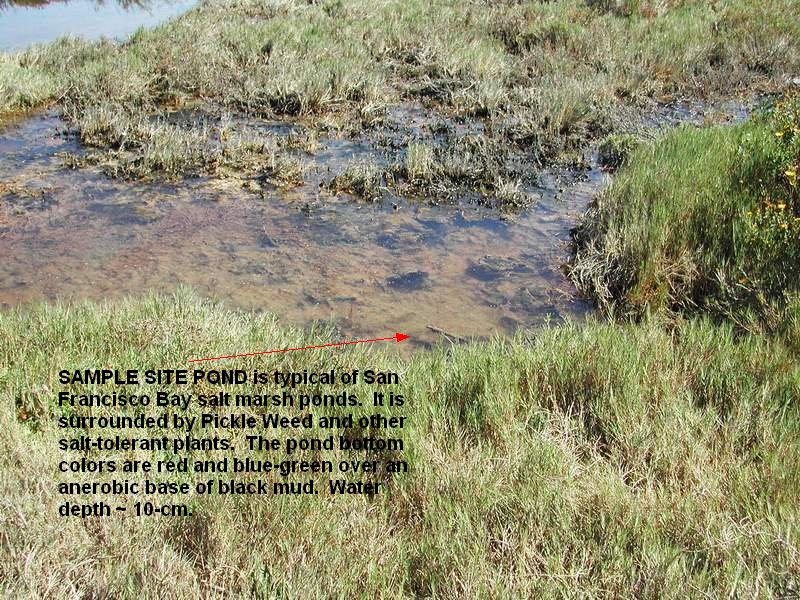 SAMPLE SITE POND is typical of San
Francisco Bay salt marsh ponds.  It is
surrounded by Pickle Weed and other
salt-tolerant plants.  The pond bottom
colors are red and blue-green over an
anerobic base of black mud.  Water
depth ~ 10-cm.